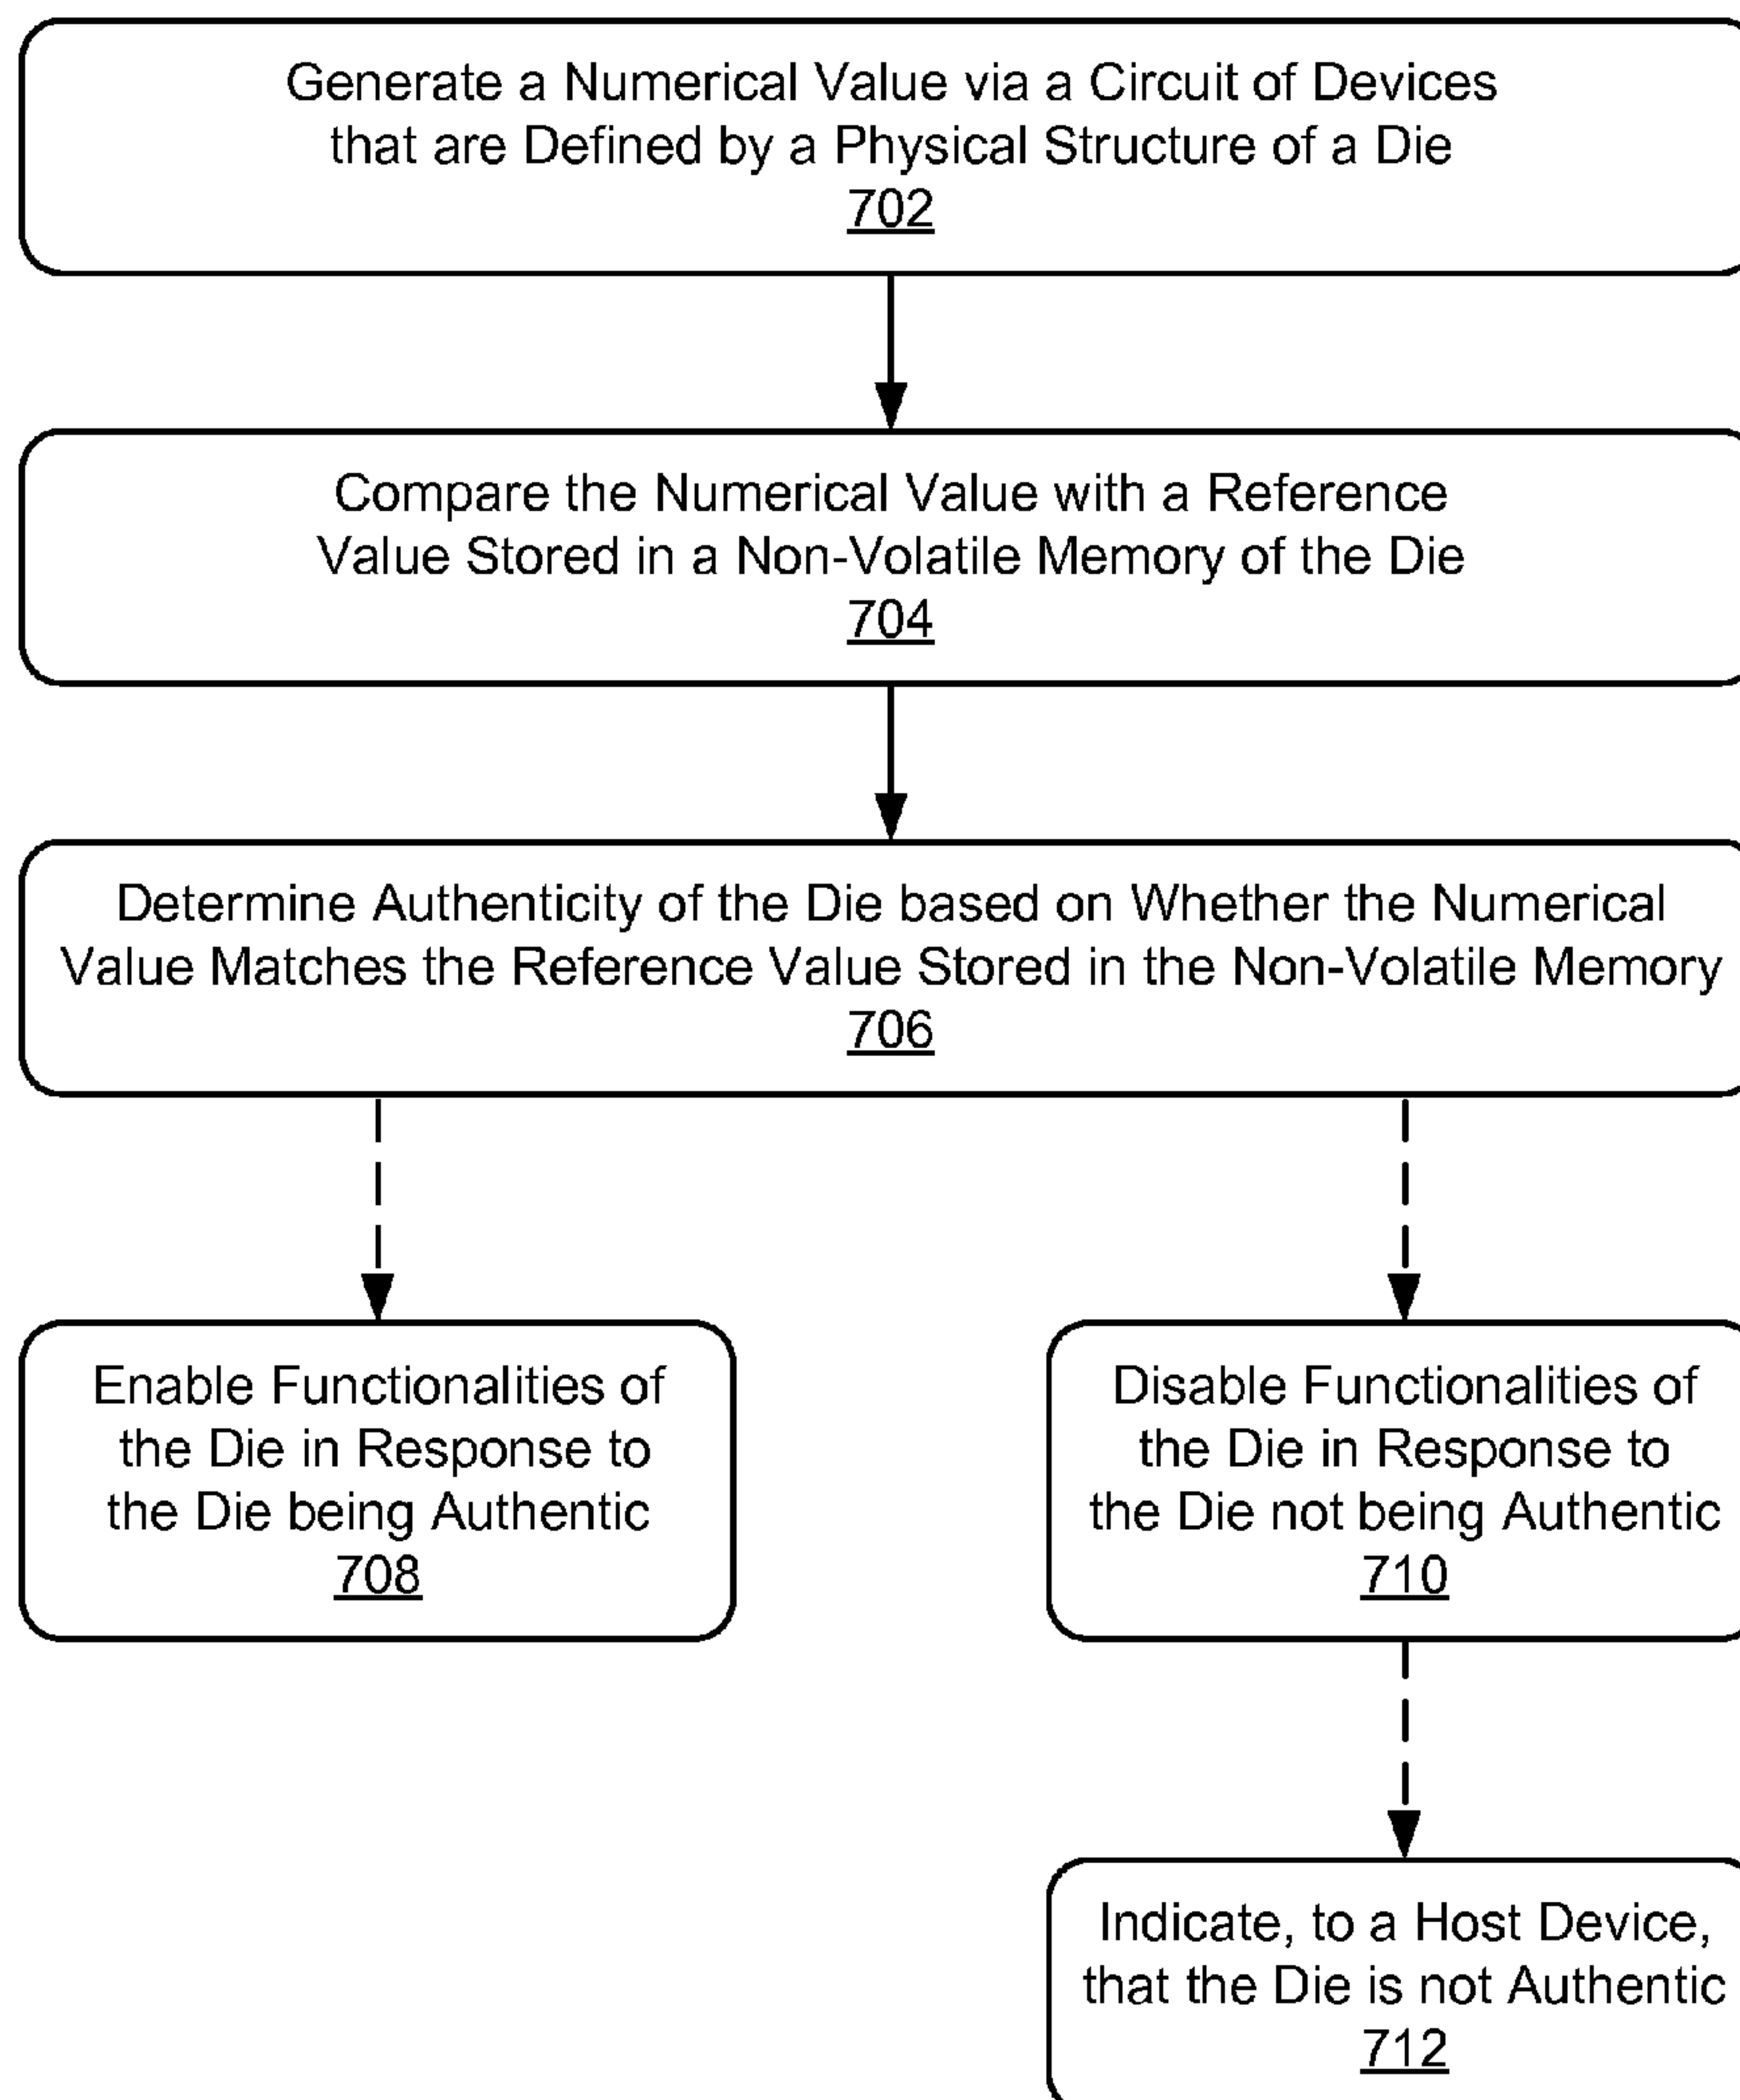 Generate a Numerical Value via a Circuit of Devices
that are Defined by a Physical Structure of a Die
702
Compare the Numerical Value with a Reference
Value Stored in a Non-Volatile Memory of the Die
704
Determine Authenticity of the Die based on Whether the Numerical
Value Matches the Reference Value Stored in the Non-Volatile Memory
706
Enable Functionalities of
the Die in Response to
the Die being Authentic
708
Disable Functionalities of
the Die in Response to
the Die not being Authentic
710
Indicate, to a Host Device,
that the Die is not Authentic
712